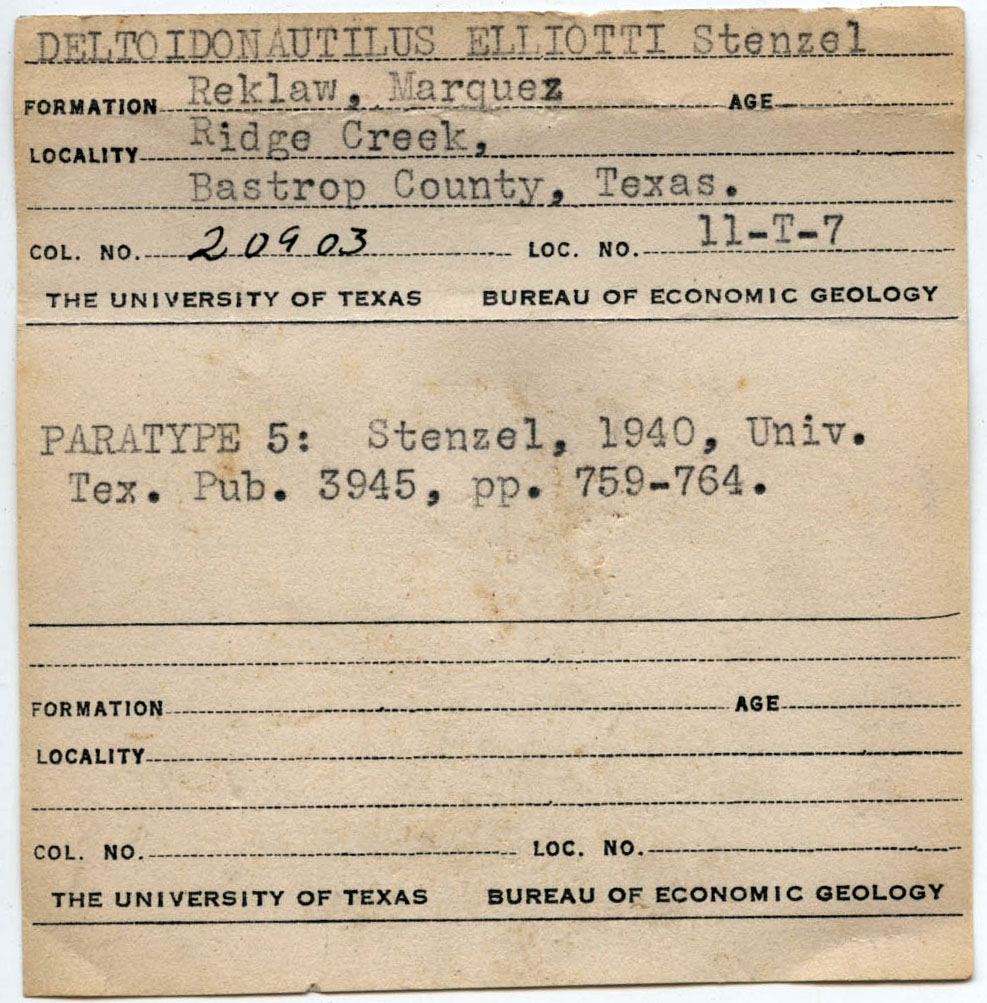 DELTOIDONAUTILUS ELLIOTTI Stenzel
FORMATION Reklaw, Marquez AGE
LOCALITY Ridge Creek,
Bastrop County, Texas.
COL. NO. 20903 LOC. NO. 11-T-7
THE UNIVERSITY OF TEXAS BUREAU OF ECONOMIC GEOLOGY
PARATYPE 5: Stenzel, 1940, Univ.
Tex. Pub. 3945, pp. 759-764.
FORMATION AGE
LOCALITY
COL. NO. LOC. NO.
THE UNIVERSITY OF TEXAS BUREAU OF ECONOMIC GEOLOGY